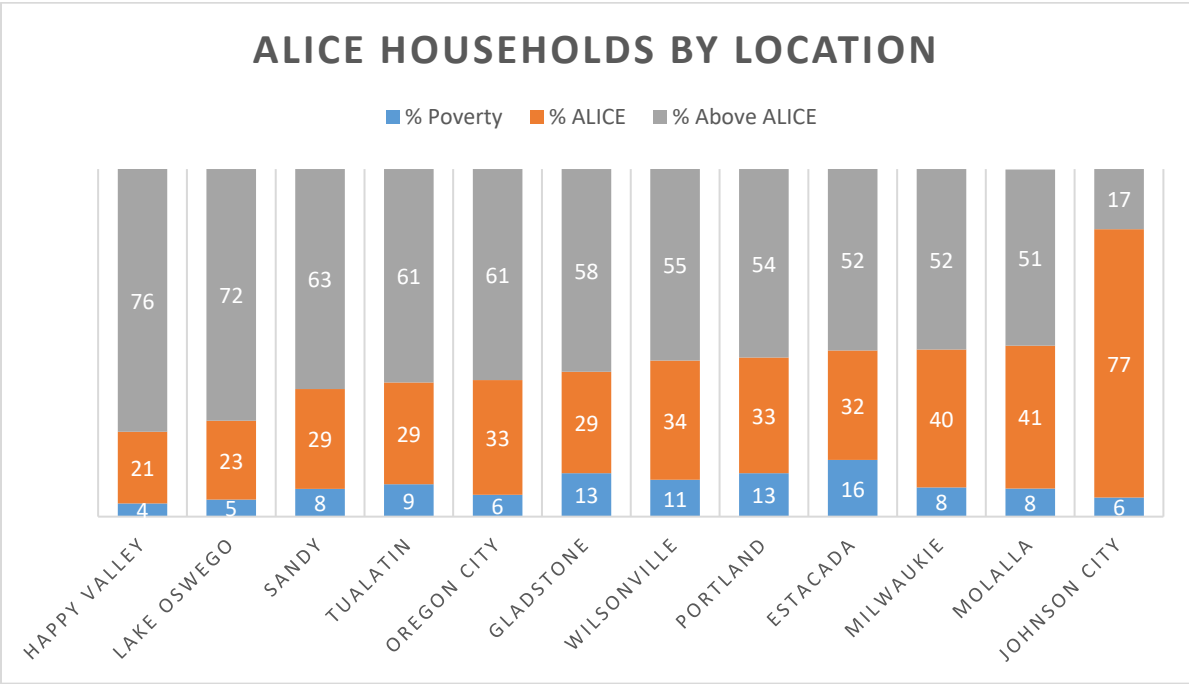 ALICE HOUSEHOLDS BY LOCATION
% Poverty % ALICE % Above ALICE
76 72 63 61 61 58 55 54 52 52 51 17
21 23 29 29 33 29 34 33 32 40 41 77
4 5 8 9 6 13 11 13 16 8 8 6
HAPPY VALLEY
LAKE OSWEGO
SANDY
TUALATIN
OREGON CITY
GLADSTONE
WILSONVILLE
PORTLAND
ESTACADA
MILWAUKIE
MOLALLA
JOHNSON CITY